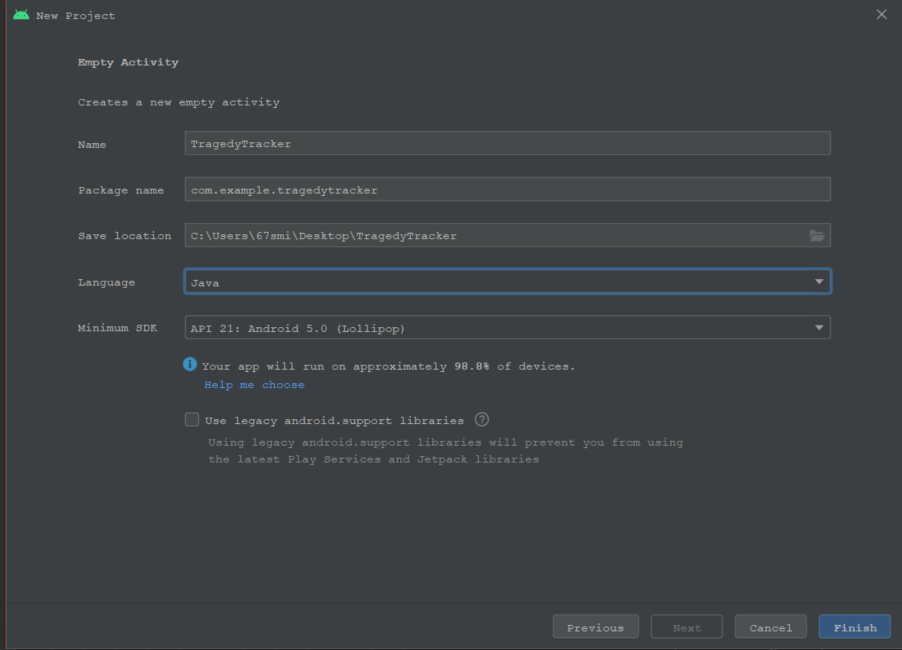 New Project
Empty Activity
Creates a new empty activity
Name TragedyTracker
Package name com.example.tragedytracker
Save location C:\Users\67smi\Desktop\TragedyTracker
Language Java
Minimum SDK API 21: Android 5.0 (Lollipop)
i Your app will run on approximately 98.8% of devices.
Help me choose
Use legacy android.support libraries ?
Using legacy android.support libraries will prevent you from using
the latest Play Services and Jetpack libraries
Previous Next Cancel Finish